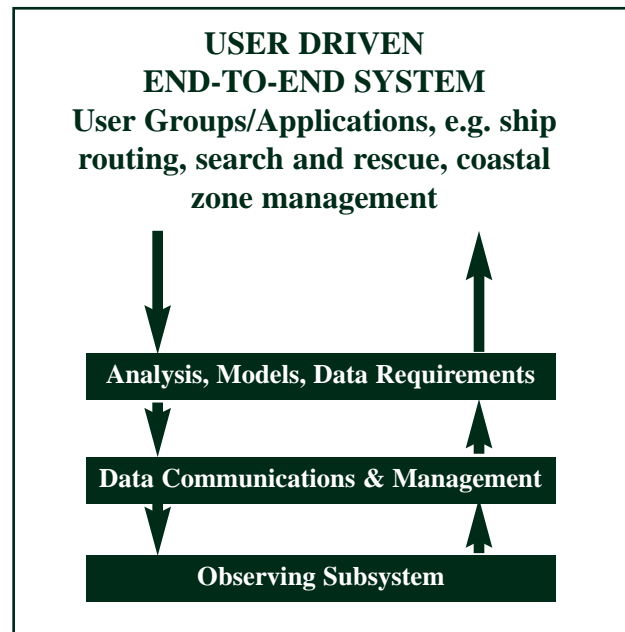 USER DRIVEN
END-TO-END SYSTEM
User Groups/Applications, e.g. ship
routing, search and rescue, coastal
zone management
Analysis, Models, Data Requirements
Data Communications & Management
Observing Subsystem